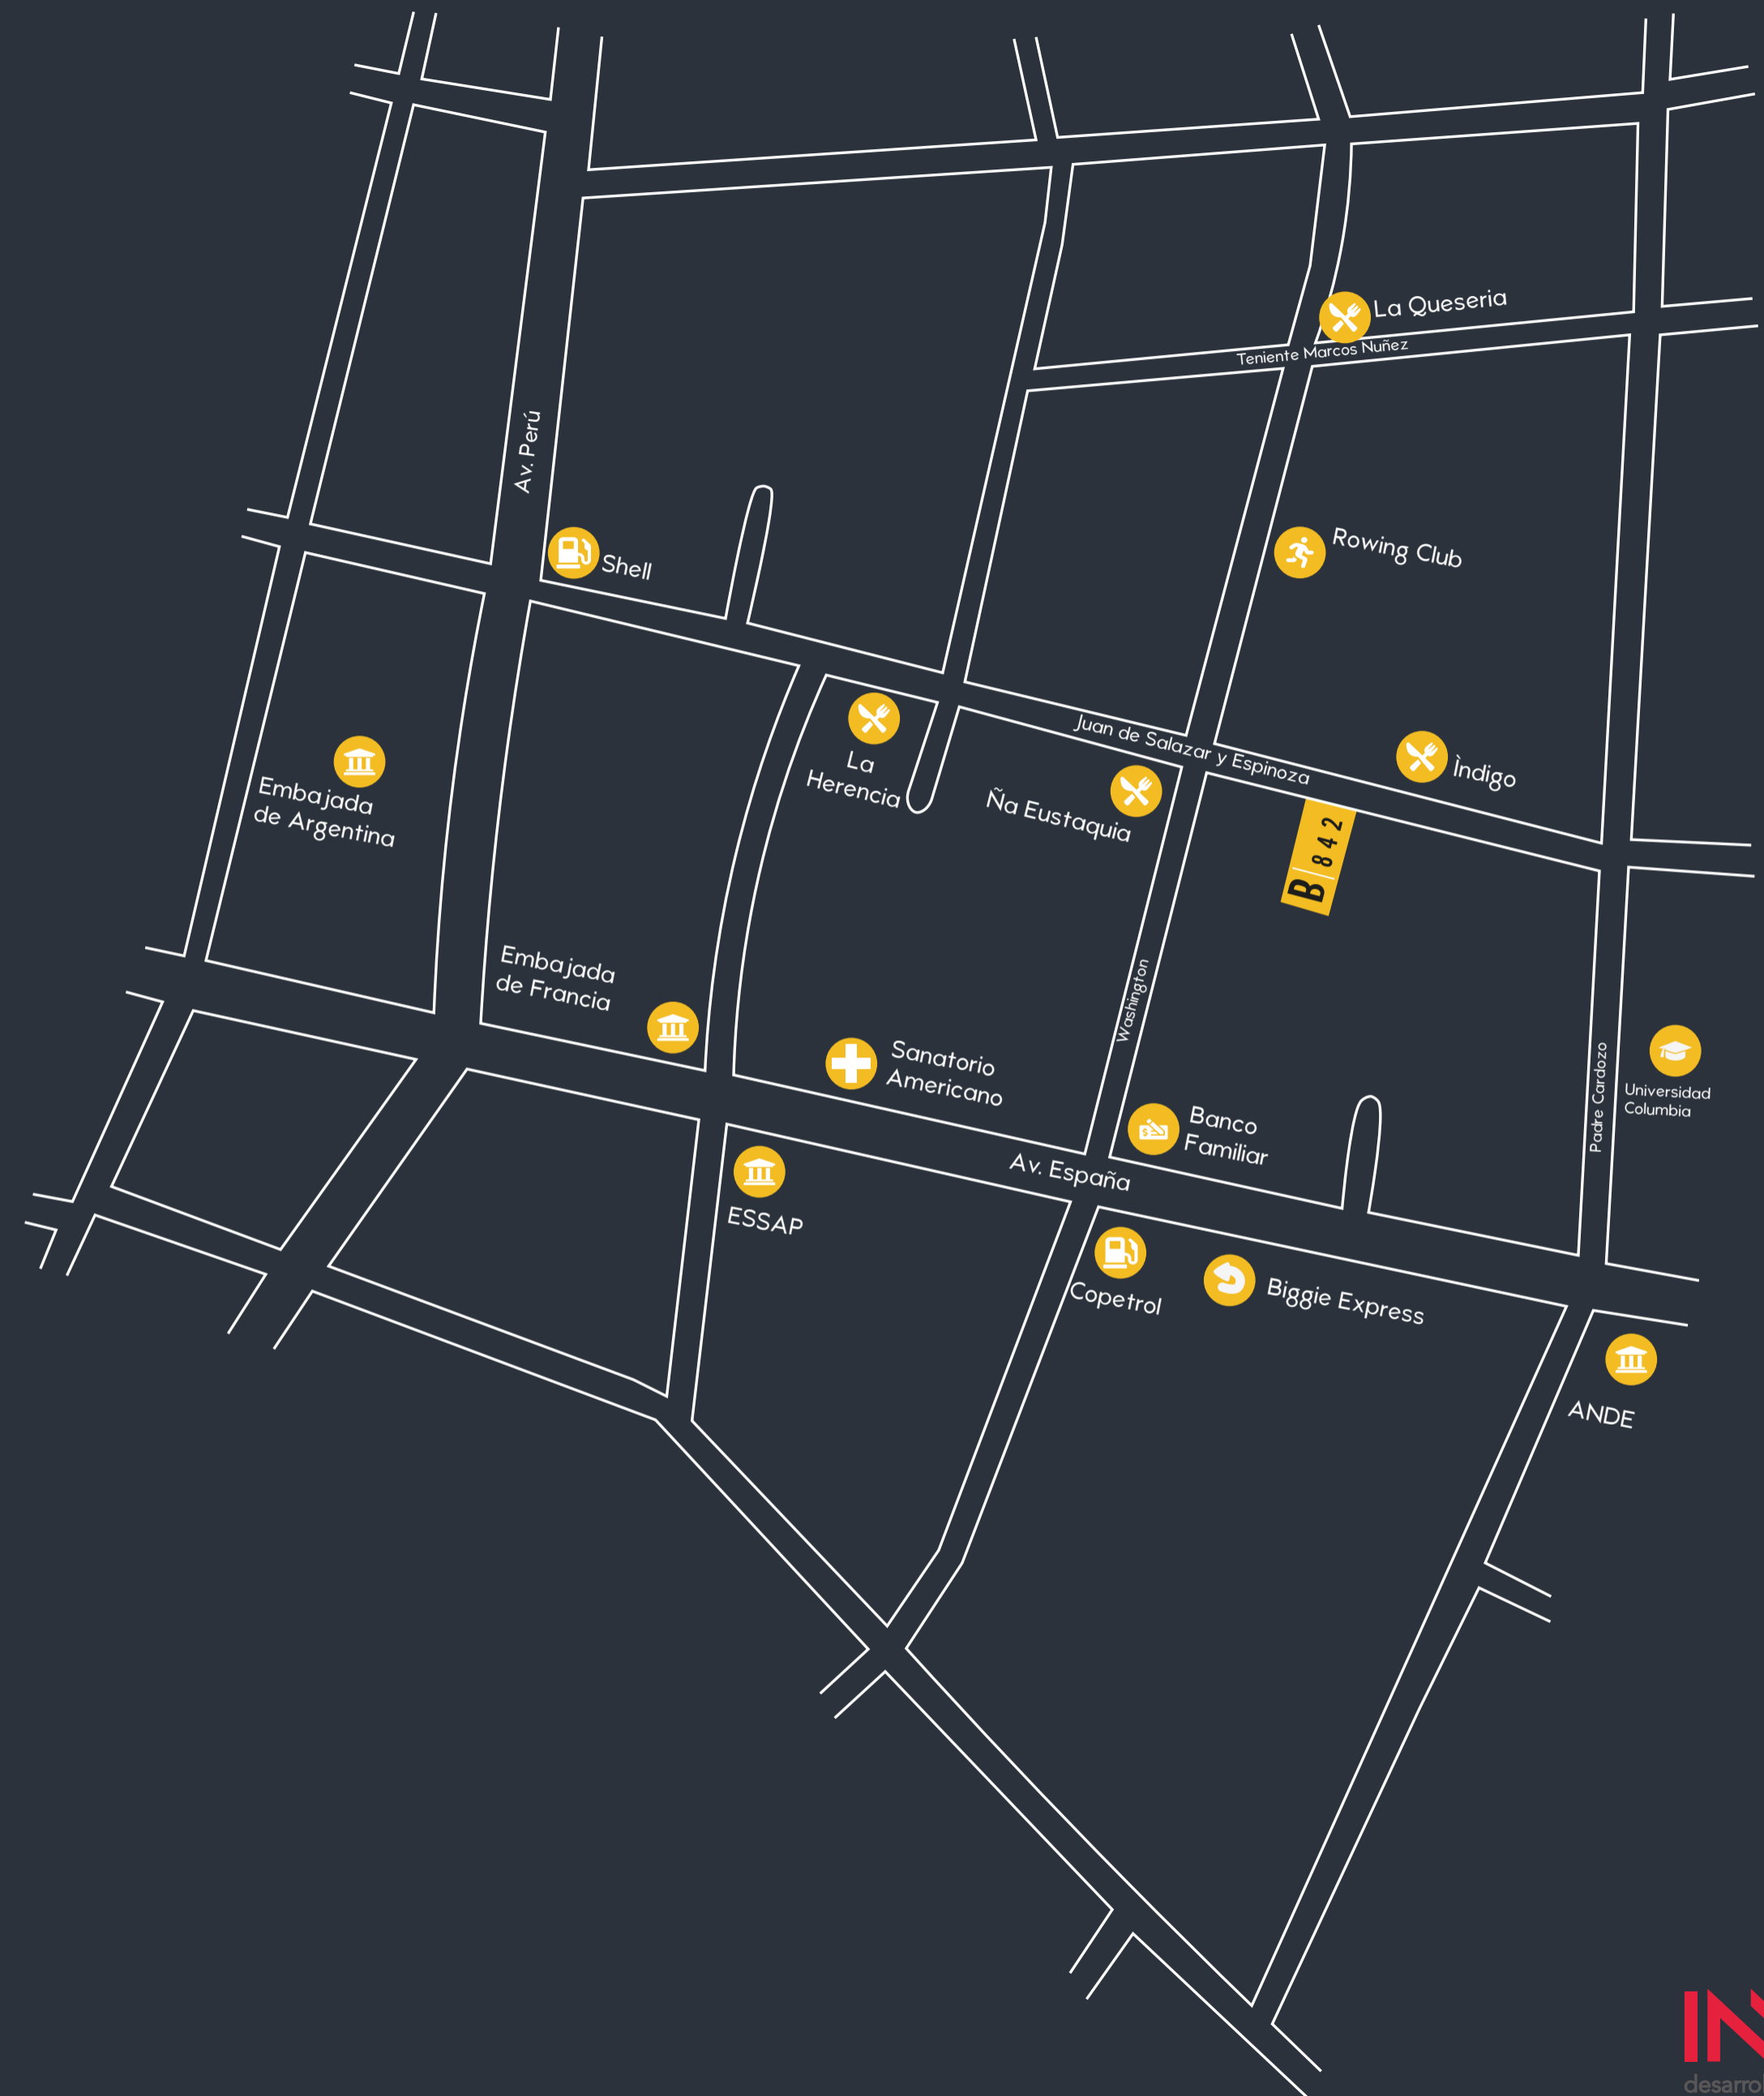 La Queseria
Teniente Marcos Nuñez
Av. Perú
Shell
Rowing Club
Juan de Salazar y Espinoza
La
Herencia
Ña Eustaquia
Ìndigo
Embajada
de Argentina
B 842
Embajada
de Francia
Washington
Sanatorio
Americano
Padre Cardozo
Universidad
Columbia
Banco
Familiar
Av. España
ESSAP
Copetrol
Biggie Express
ANDE
IN
desarro